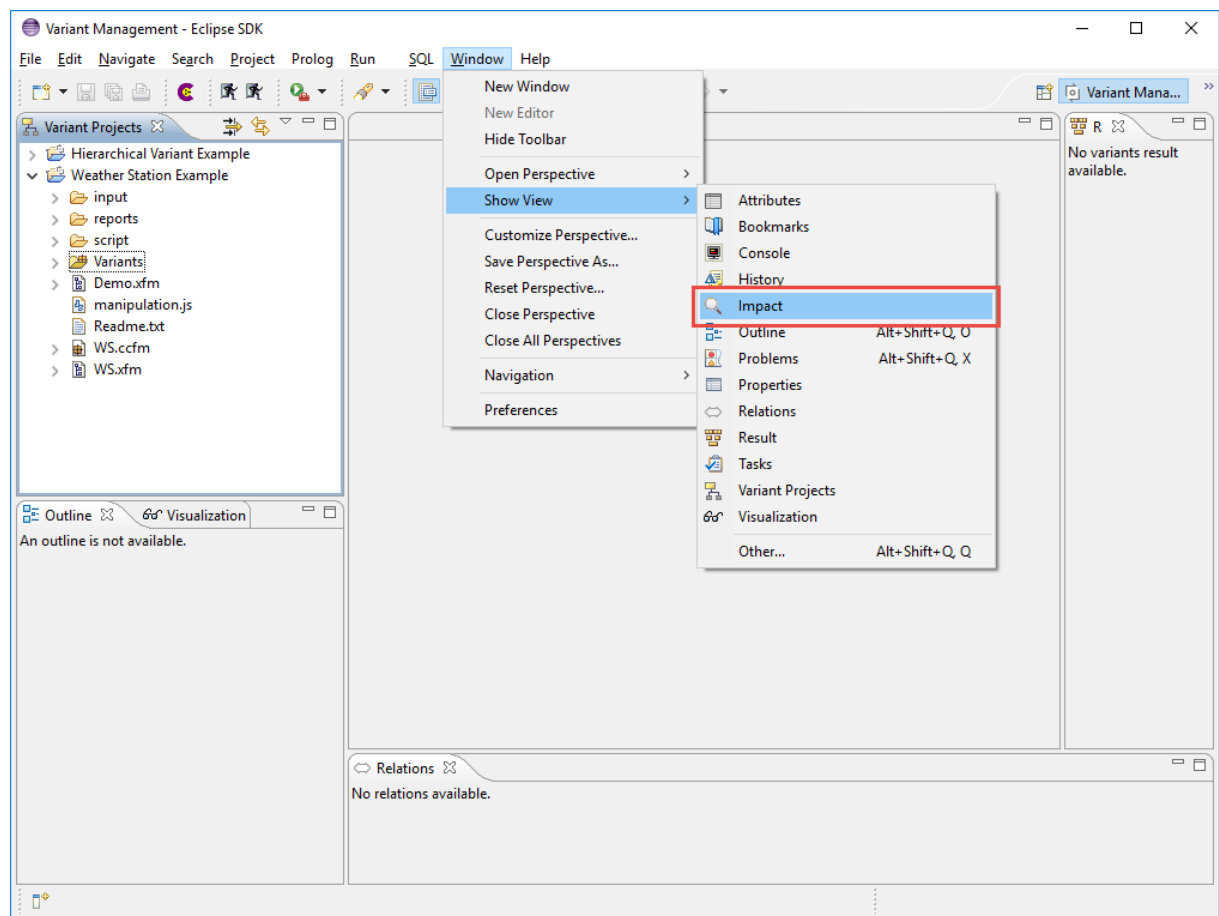 Variant Management - Eclipse SDK
File Edit Navigate Search Project Prolog Run SQL Window Help
Variant Mana...
Variant Projects
Hierarchical Variant Example
Weather Station Example
input
reports
script
Variants
Demo.xfm
manipulation.js
Readme.txt
WS.ccfm
WS.xfm
New Window
New Editor
Hide Toolbar
Open Perspective
Show View
Customize Perspective...
Save Perspective As...
Reset Perspective...
Close Perspective
Close All Perspectives
Navigation
Preferences
Attributes
Bookmarks
Console
History
Impact
Outline Alt+Shift+Q, O
Problems Alt+Shift+Q, X
Properties
Relations
Result
Tasks
Variant Projects
Visualization
Other... Alt+Shift+Q, Q
R
No variants result
available.
Outline Visualization
An outline is not available.
Relations
No relations available.